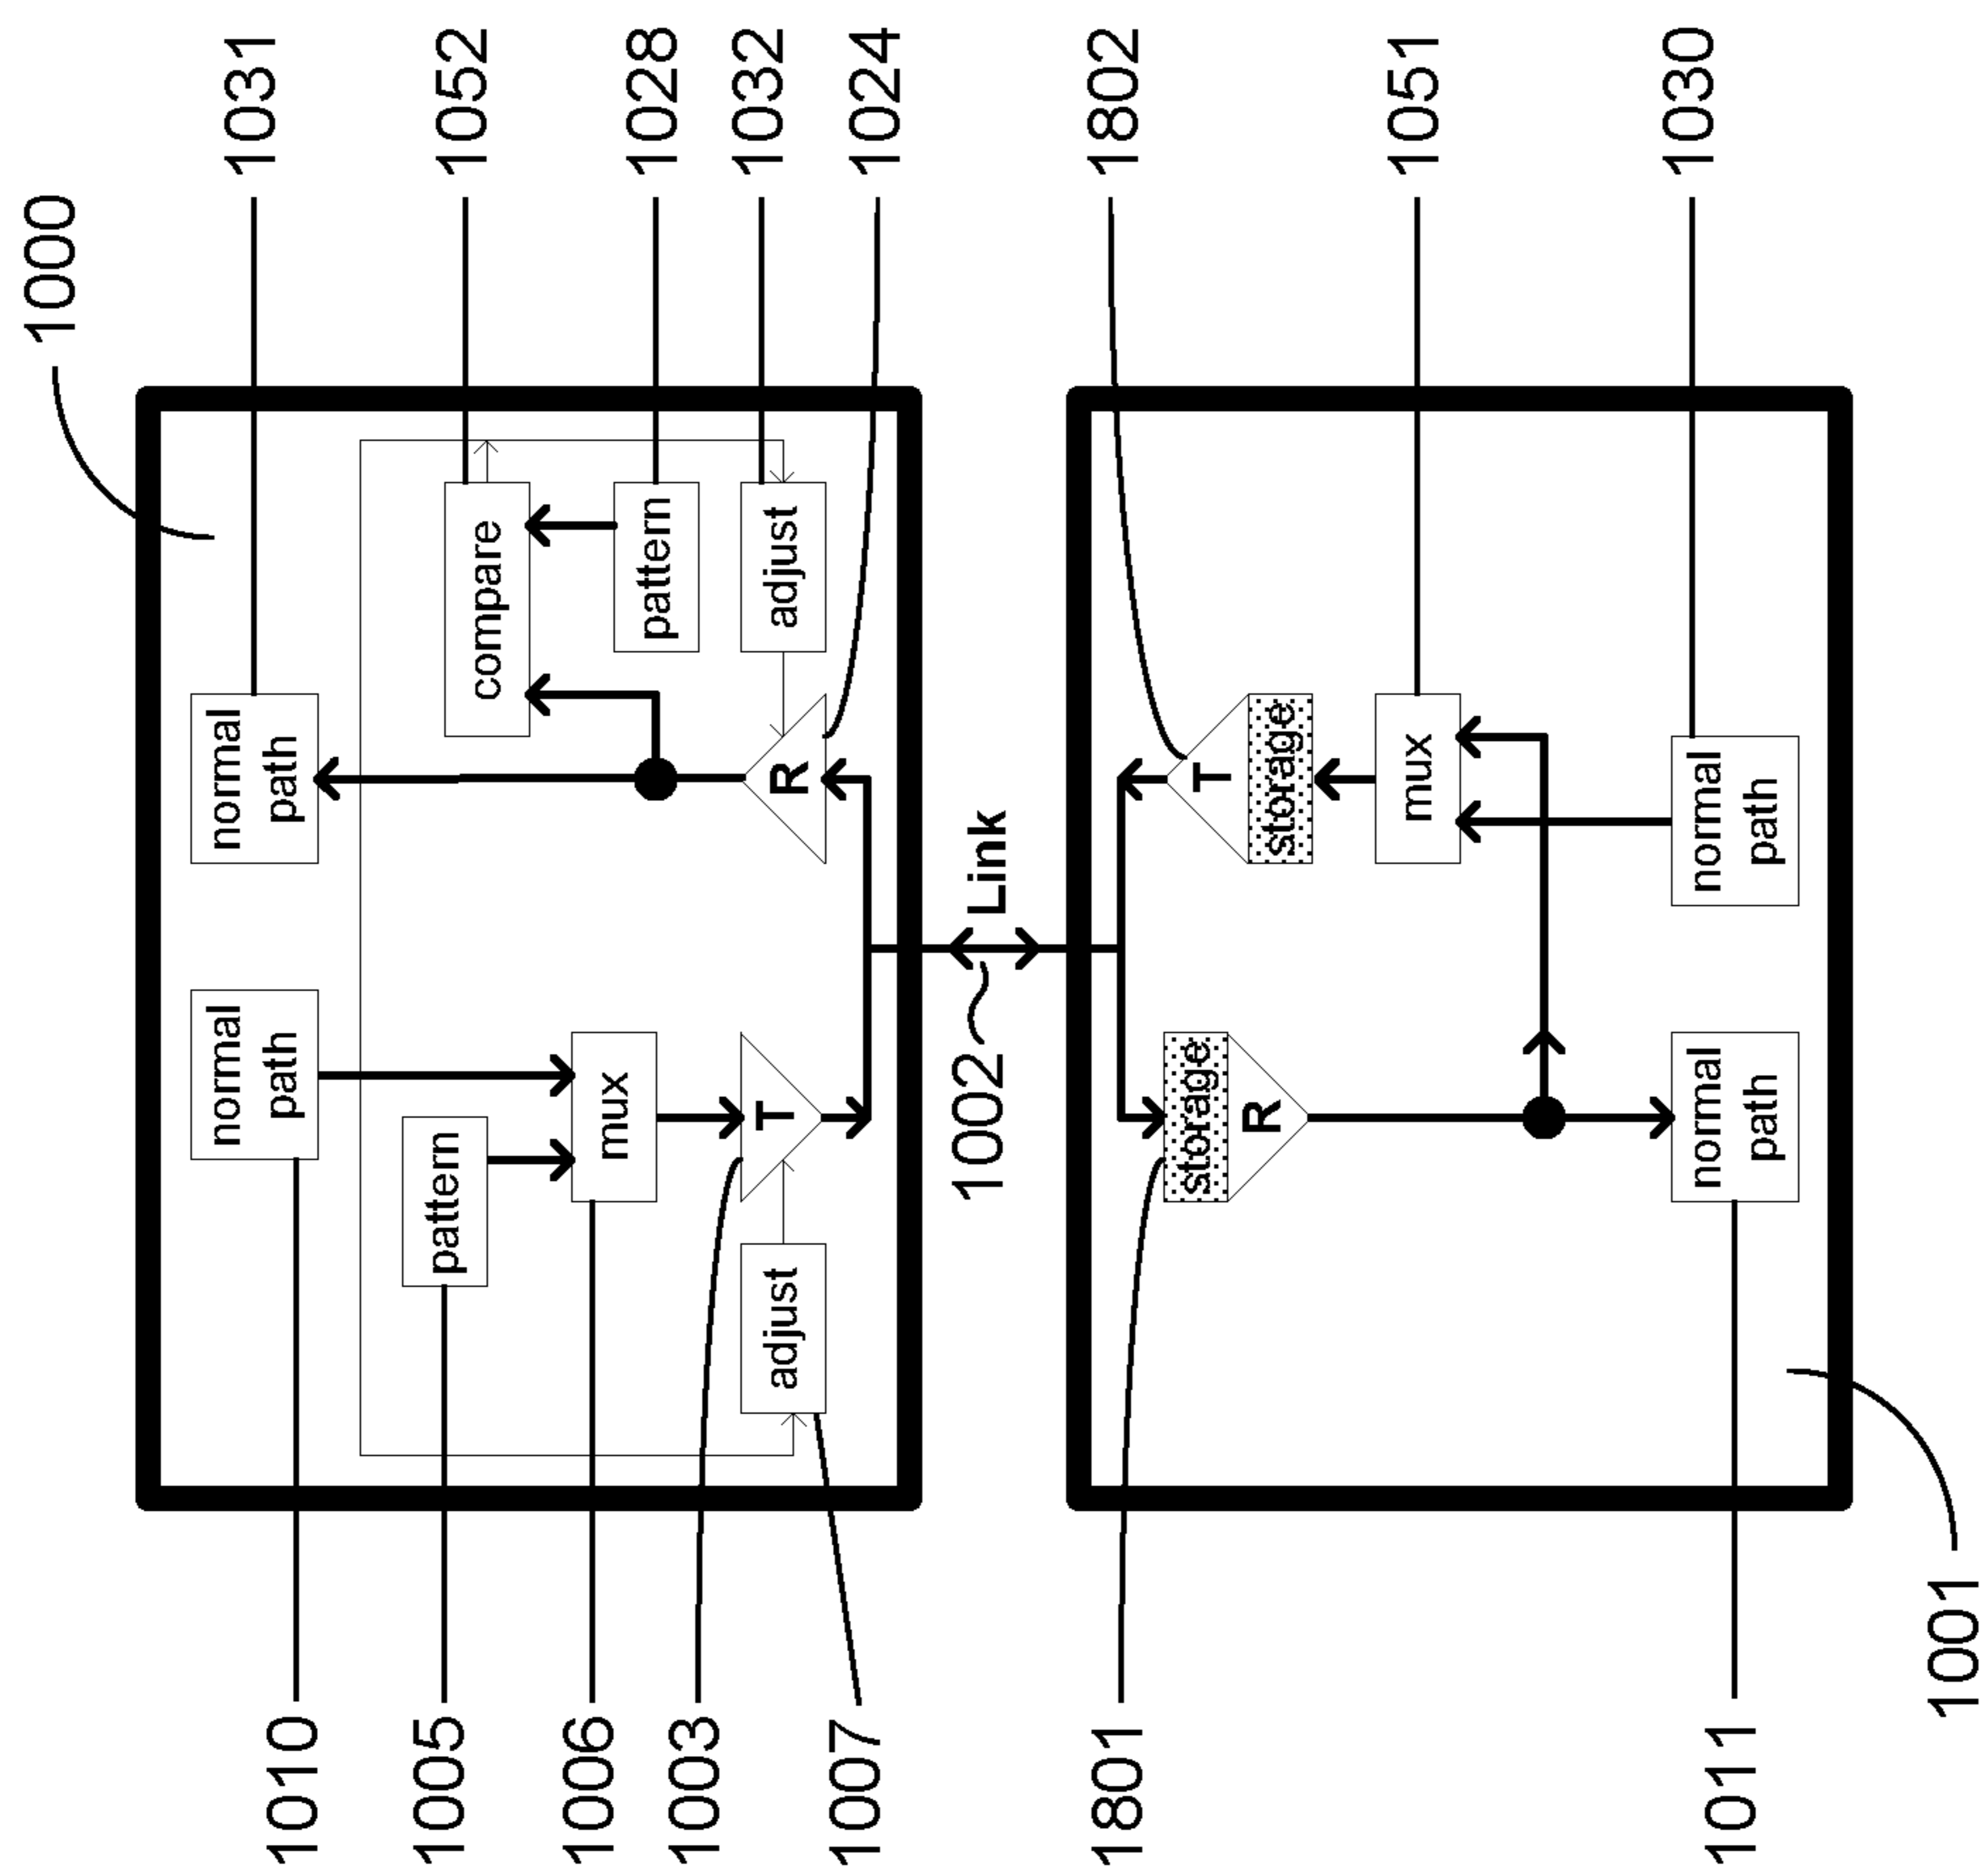 1000
1010
normal
path
normal
path
1031
1005
pattern
compare
1052
1006
mux
pattern
1028
1003
T
R
adjust
1032
1007
adjust
1024
1002
Link
1801
storage
R
T
storage
1802
mux
1051
1011
normal
path
normal
path
1030
1001